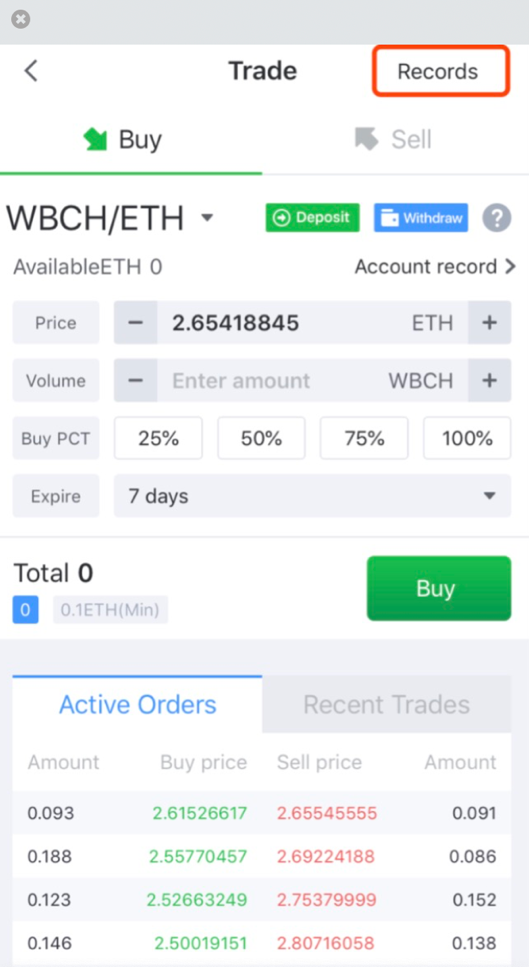 Trade Records
Buy Sell
WBCH/ETH Deposit Withdraw ?
AvailableETH 0 Account record
Price − 2.65418845 ETH +
Volume − Enter amount WBCH +
Buy PCT 25% 50% 75% 100%
Expire 7 days
Total 0
0 0.1ETH(Min)
Buy
Active Orders Recent Trades
Amount Buy price Sell price Amount
0.093 2.61526617 2.65545555 0.091
0.188 2.55770457 2.69224188 0.086
0.123 2.52663249 2.75379999 0.152
0.146 2.50019151 2.80716058 0.138